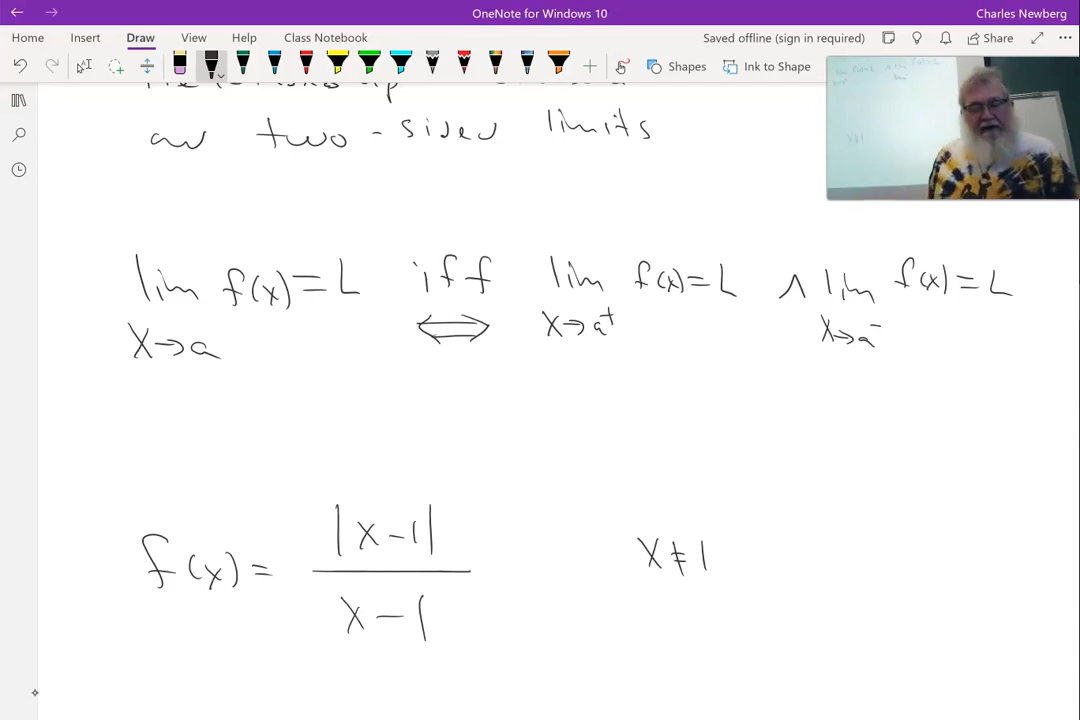 OneNote for Windows 10
Charles Newberg
Home Insert Draw View Help Class Notebook
Saved offline (sign in required) Share
Shapes Ink to Shape
an two-sided limits
lim f(x)=L iff lim f(x)=L ∧ lim f(x)=L
x→a ⟺ x→a⁺ x→a⁻
f(x)= |x-1| / x-1 x≠1